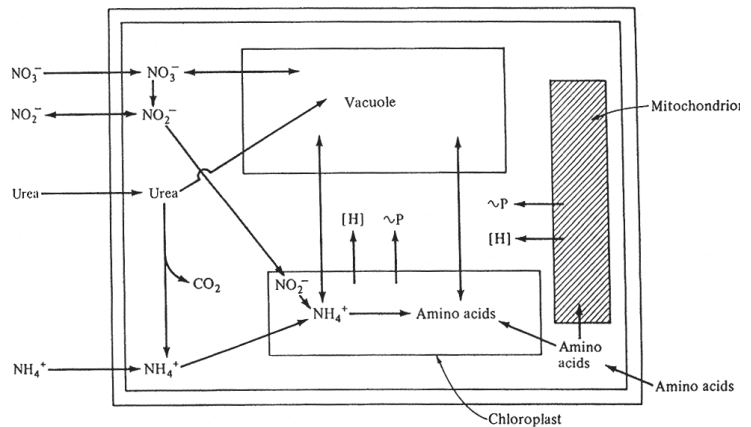 NO₃⁻ NO₃⁻
NO₂⁻ NO₂⁻
Vacuole
Mitochondrion
Urea Urea
~P
[H] ~P
[H]
CO₂
NO₂⁻
NH₄⁺ Amino acids
NH₄⁺ NH₄⁺
Amino
acids
Amino acids
Chloroplast